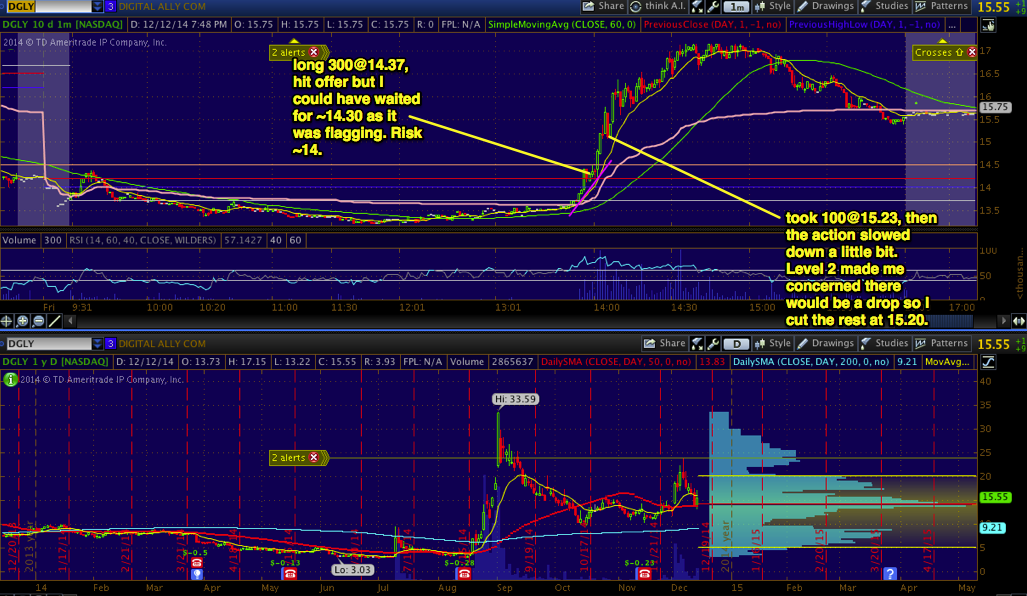 DGLY 3 DIGITAL ALLY COM Share think A.I. 1m Style Drawings Studies Patterns 15.55
DGLY 10 d 1m [NASDAQ] D: 12/12/14 7:48 PM O: 15.75 H: 15.75 L: 15.75 C: 15.75 R: 0 FPL: N/A SimpleMovingAvg (CLOSE, 60, 0) PreviousClose (DAY, 1, -1, no) PreviousHighLow (DAY, 1, -1, no) ...
2014 © TD Ameritrade IP Company, Inc.
2 alerts
Crosses
long 300@14.37,
hit offer but I
could have waited
for ~14.30 as it
was flagging. Risk
~14.
17
16.5
16
15.75
15.5
15
14.5
14
13.5
took 100@15.23, then
the action slowed
down a little bit.
Level 2 made me
concerned there
would be a drop so I
cut the rest at 15.20.
Volume 300 RSI (14, 60, 40, CLOSE, WILDERS) 57.1427 40 60
100
50
0
<thousan...
Fri 9:31 10:00 10:20 11:00 11:30 12:01 13:01 14:00 14:30 15:00 15:30 16:00 17:00
DGLY 3 DIGITAL ALLY COM Share D Style Drawings Studies Patterns 15.55
DGLY 1 y D [NASDAQ] D: 12/12/14 O: 13.73 H: 17.15 L: 13.22 C: 15.55 R: 3.93 FPL: N/A Volume 2865637 DailySMA (CLOSE, DAY, 50, 0, no) 13.83 DailySMA (CLOSE, DAY, 200, 0, no) 9.21 MovAvg...
2014 © TD Ameritrade IP Company, Inc.
Hi: 33.59
2 alerts
Lo: 3.03
40
35
30
25
20
15.55
9.21
5
0
$-0.5
$-0.13
$-0.28
$-0.23
14 Feb Mar Apr May Jun Jul Aug Sep Oct Nov Dec 15 Feb Mar Apr May